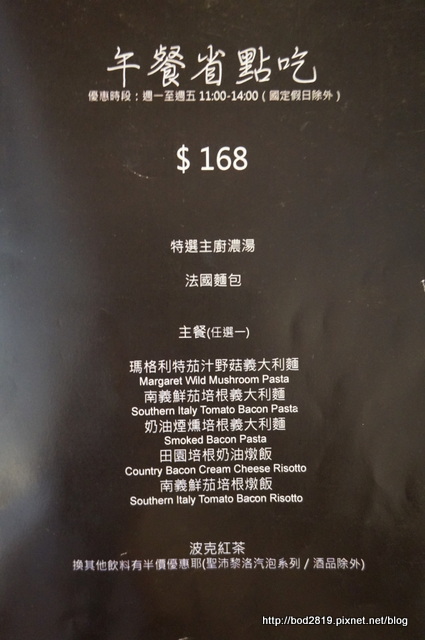 午餐省點吃
優惠時段：週一至週五 11:00-14:00 ( 國定假日除外 )
$ 168
特選主廚濃湯
法國麵包
主餐(任選一)
瑪格利特茄汁野菇義大利麵
Margaret Wild Mushroom Pasta
南義鮮茄培根義大利麵
Southern Italy Tomato Bacon Pasta
奶油煙燻培根義大利麵
Smoked Bacon Pasta
田園培根奶油燉飯
Country Bacon Cream Cheese Risotto
南義鮮茄培根燉飯
Southern Italy Tomato Bacon Risotto
波克紅茶
換其他飲料有半價優惠耶(聖沛黎洛汽泡系列 / 酒品除外)
http://bod2819.pixnet.net/blog